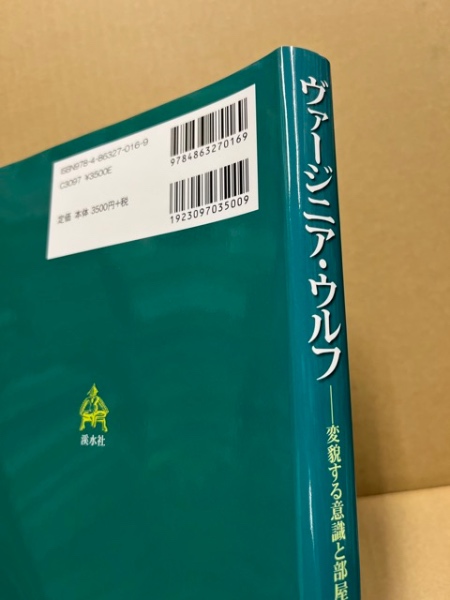 ISBN978-4-86327-016-9
C3097 ¥3500E
定価 本体 3500円+税
9784863270169
1923097035009
渓水社
ヴァージニア・ウルフ
――変貌する意識と部屋